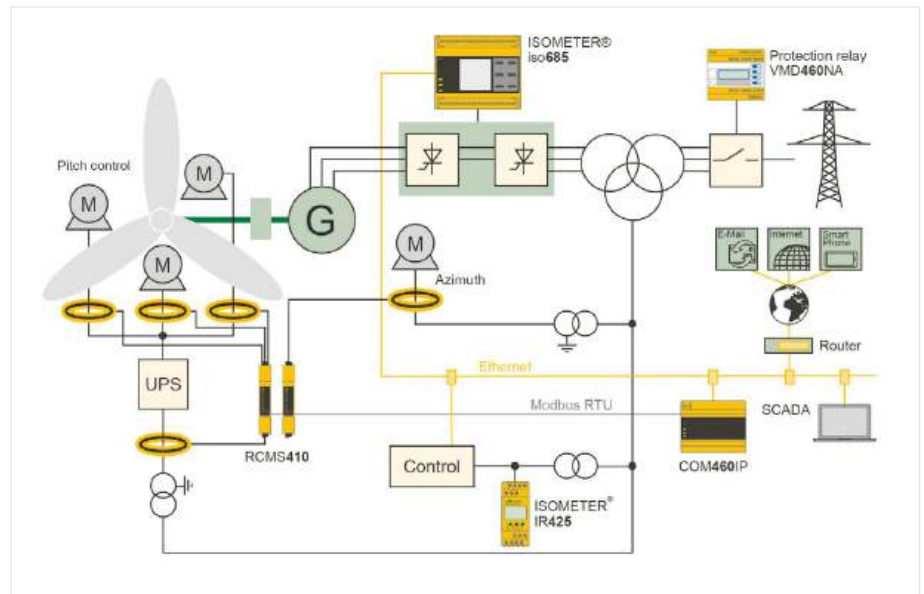 ISOMETER®
iso685
Protection relay
VMD460NA
Pitch control
M
M
M
G
M
Azimuth
E-Mail
Internet
Smart
Phone
Router
Ethernet
UPS
Modbus RTU
SCADA
RCMS410
Control
COM460IP
ISOMETER®
IR425